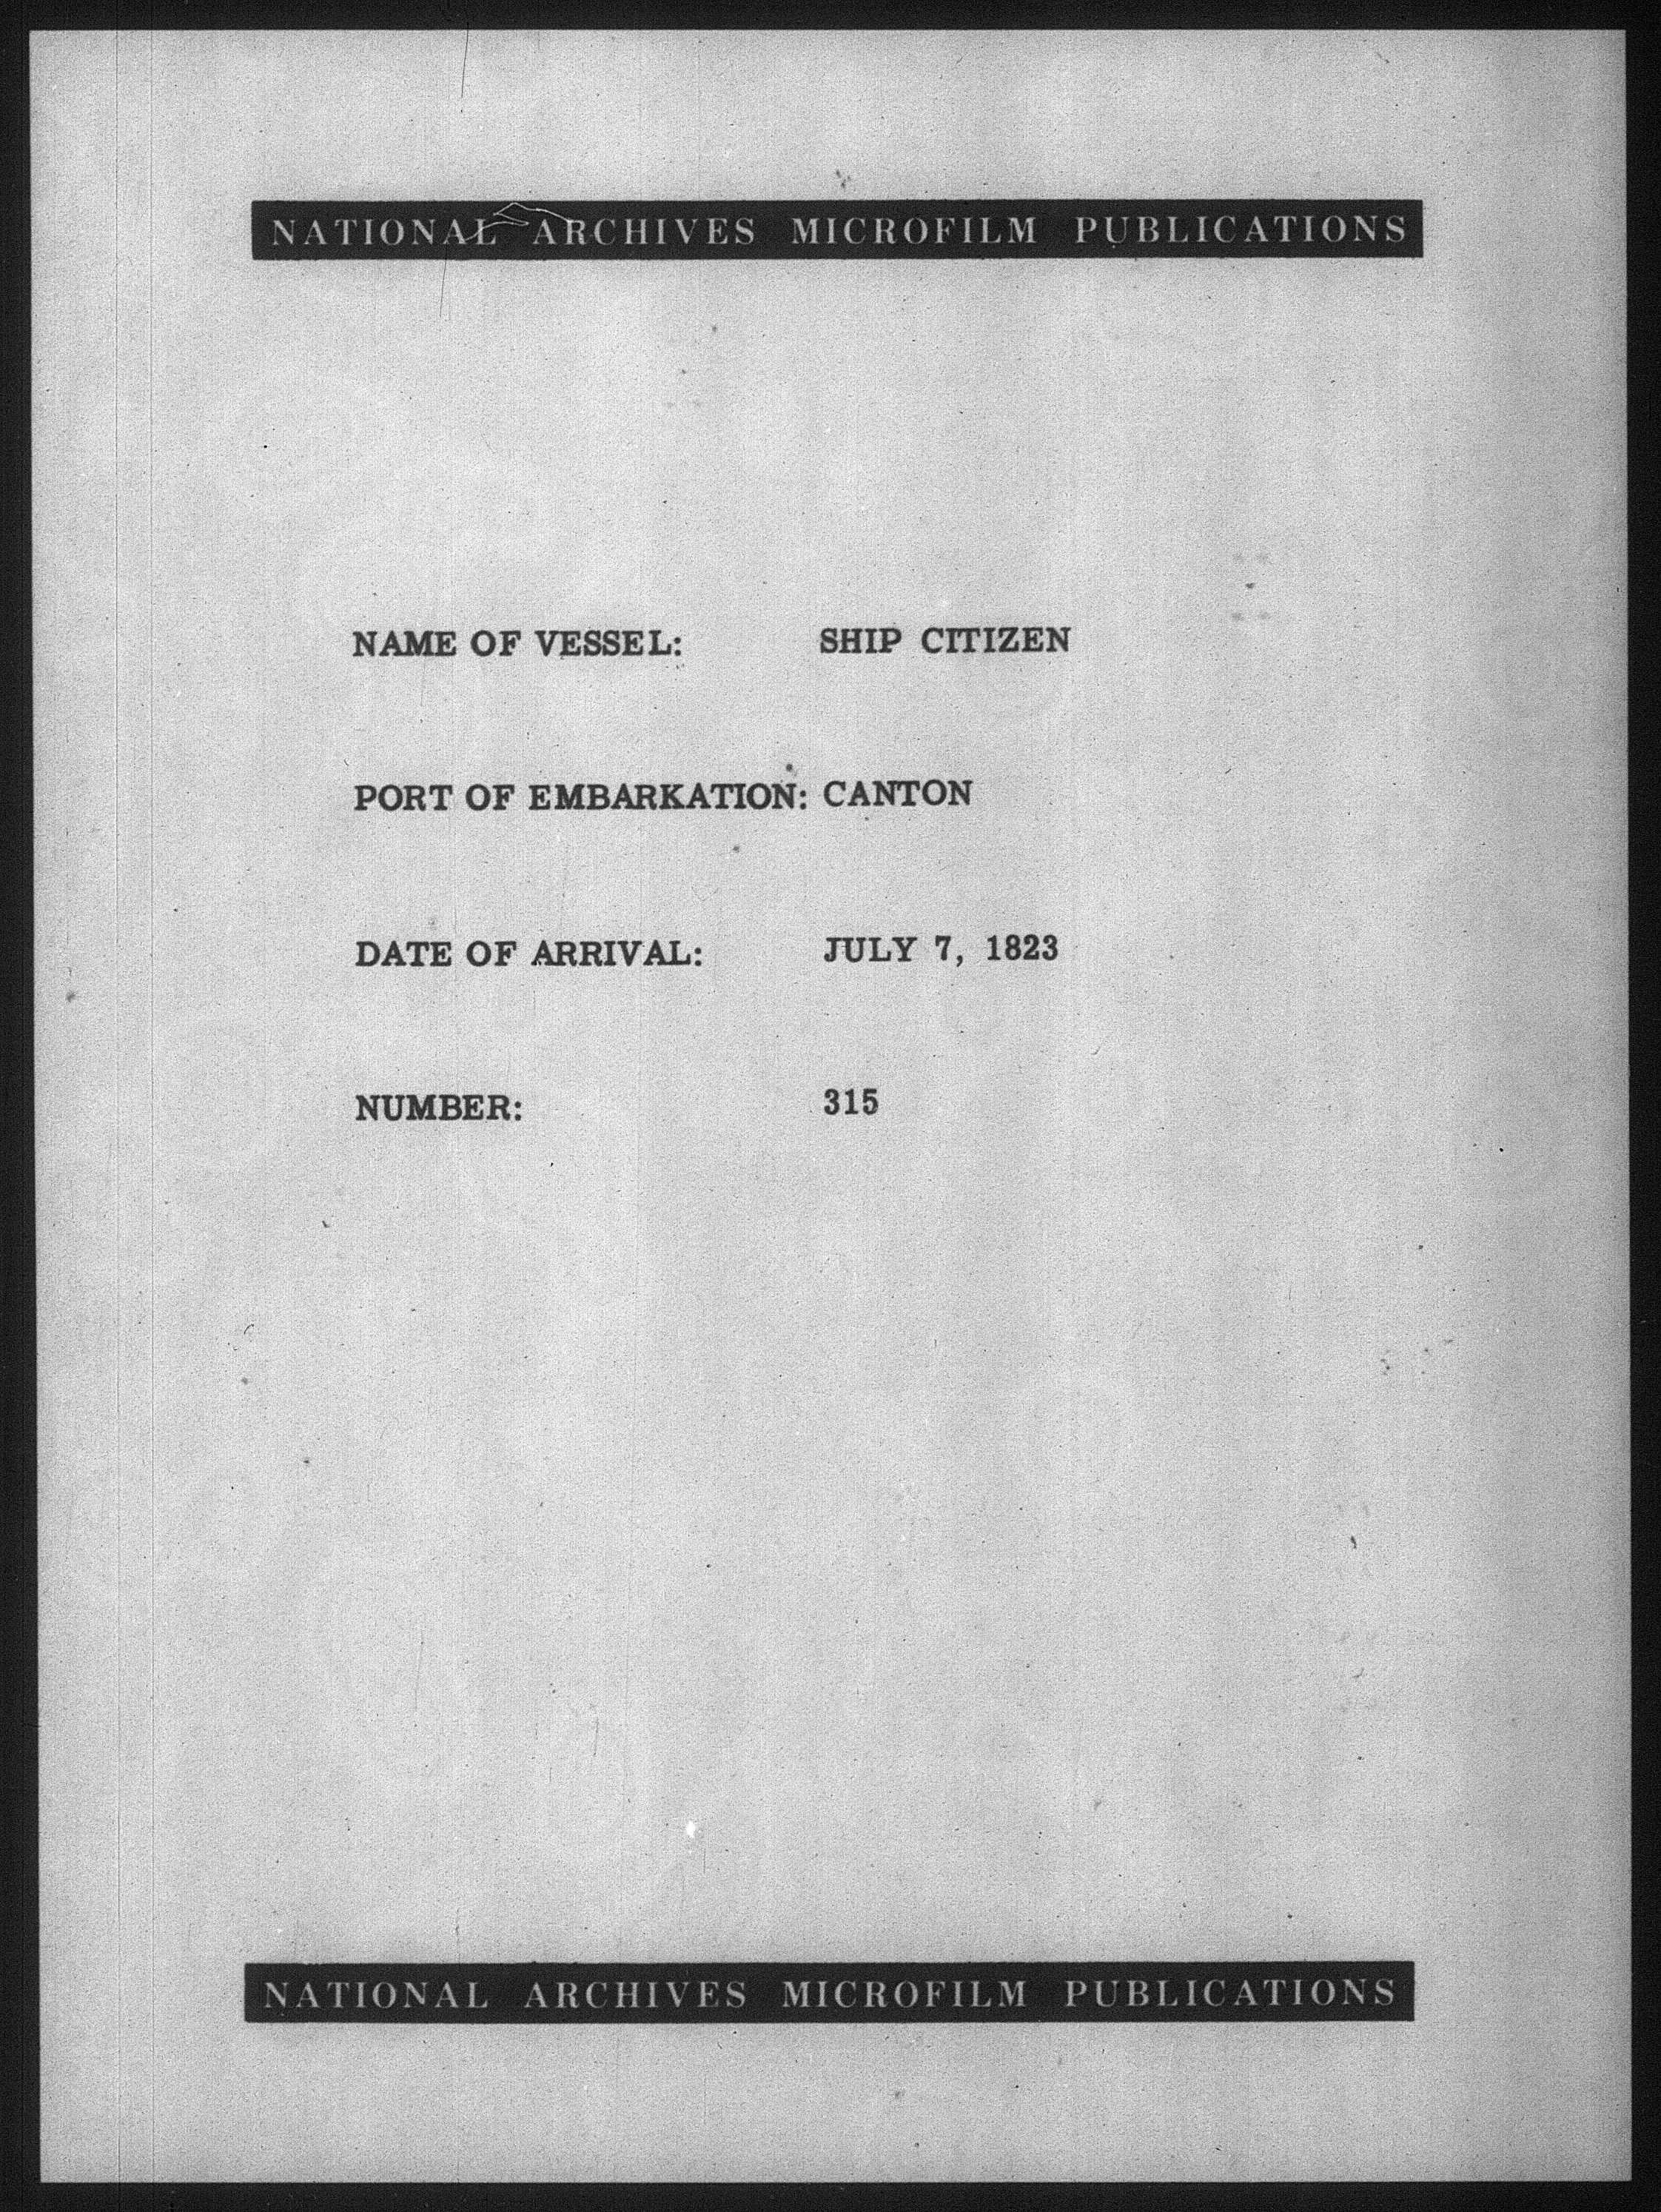 NATIONAL ARCHIVES MICROFILM PUBLICATIONS
NAME OF VESSEL: SHIP CITIZEN
PORT OF EMBARKATION: CANTON
DATE OF ARRIVAL: JULY 7, 1823
NUMBER: 315
NATIONAL ARCHIVES MICROFILM PUBLICATIONS